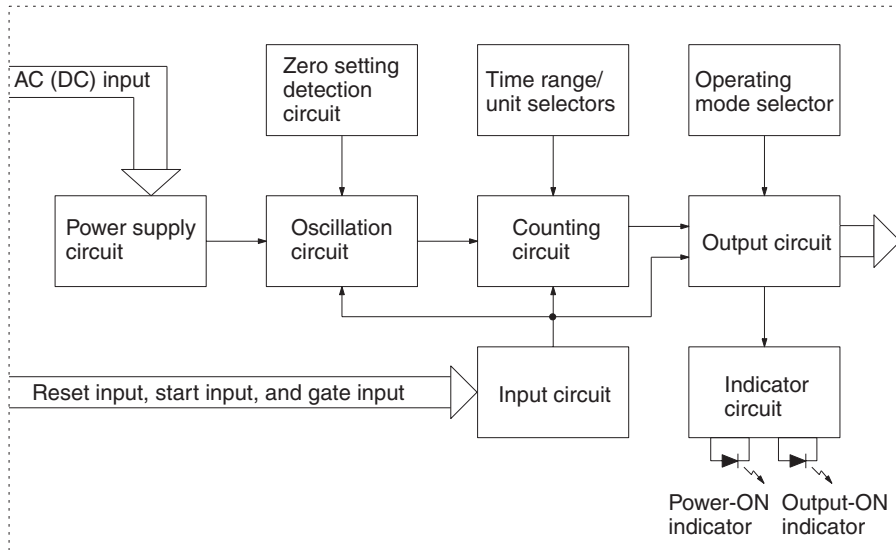 AC (DC) input
Zero setting
detection
circuit
Time range/
unit selectors
Operating
mode selector
Power supply
circuit
Oscillation
circuit
Counting
circuit
Output circuit
Reset input, start input, and gate input
Input circuit
Indicator
circuit
Power-ON
indicator
Output-ON
indicator